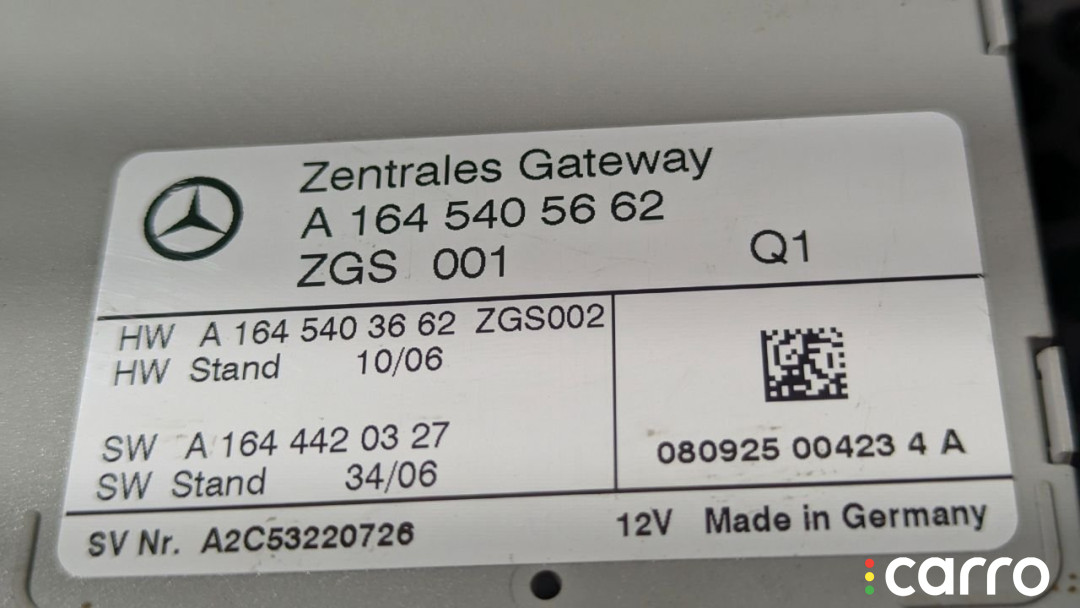 Zentrales Gateway
A 164 540 56 62
ZGS 001 Q1
HW A 164 540 36 62 ZGS002
HW Stand 10/06
SW A 164 442 03 27
SW Stand 34/06
080925 00423 4 A
SV Nr. A2C53220726
12V Made in Germany
carro